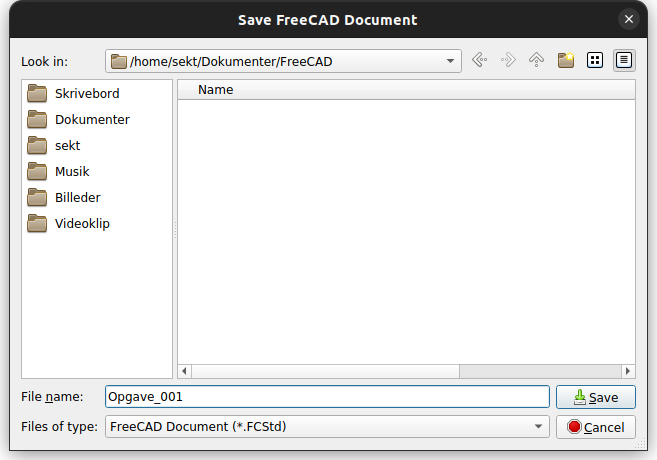 Save FreeCAD Document
Look in: /home/sekt/Dokumenter/FreeCAD
Name
Skrivebord
Dokumenter
sekt
Musik
Billeder
Videoklip
File name: Opgave_001 Save
Files of type: FreeCAD Document (*.FCStd) Cancel